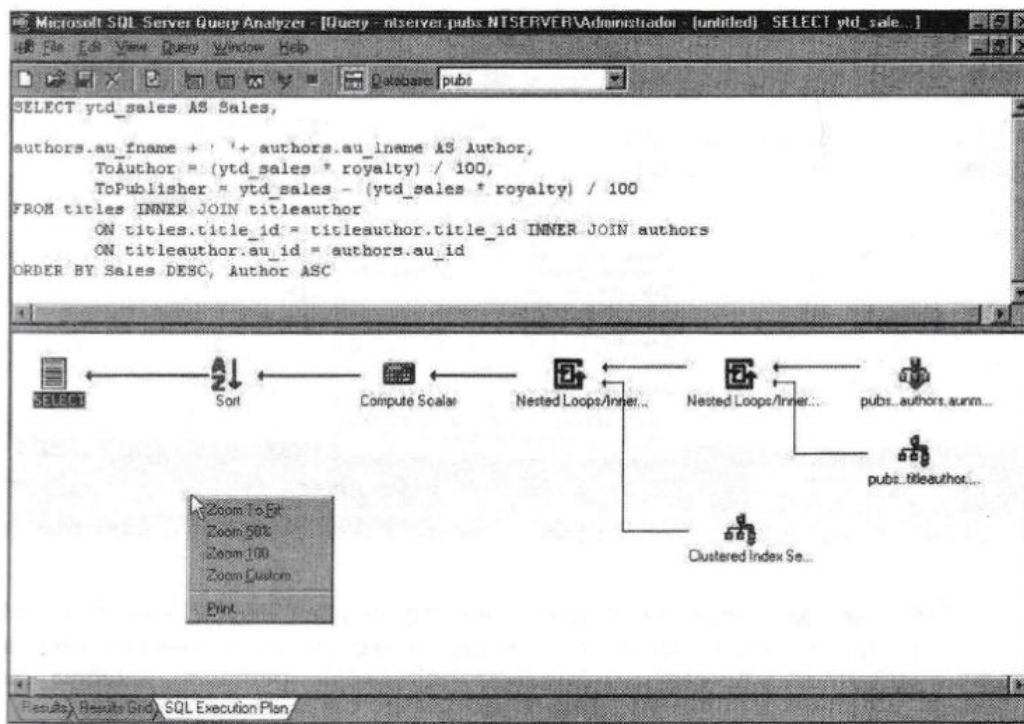 Microsoft SQL Server Query Analyzer - [Query - ntserver.pubs.NTSERVER\Administrador - (untitled) - SELECT ytd_sale...]
File Edit View Query Window Help
Database: pubs
SELECT ytd_sales AS Sales,
authors.au_fname + ' '+ authors.au_lname AS Author,
ToAuthor = (ytd_sales * royalty) / 100,
ToPublisher = ytd_sales - (ytd_sales * royalty) / 100
FROM titles INNER JOIN titleauthor
ON titles.title_id = titleauthor.title_id INNER JOIN authors
ON titleauthor.au_id = authors.au_id
ORDER BY Sales DESC, Author ASC
SELECT
Sort
Compute Scalar
Nested Loops/Inner...
Nested Loops/Inner...
pubs..authors.aunm...
pubs..titleauthor....
Clustered Index Se...
Zoom To Fit
Zoom 50%
Zoom 100
Zoom Custom
Print...
Results
Results Grid
SQL Execution Plan